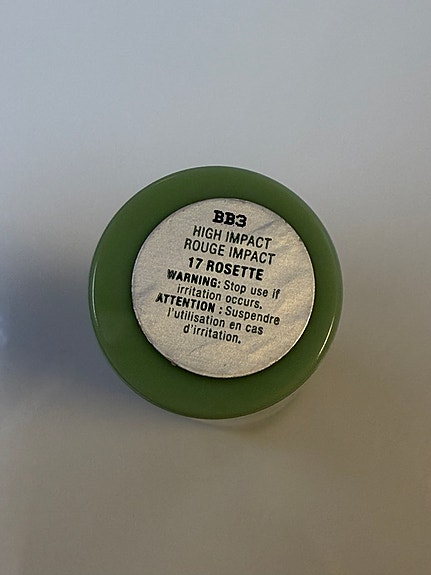 BB3
HIGH IMPACT
ROUGE IMPACT
17 ROSETTE
WARNING: Stop use if
irritation occurs.
ATTENTION : Suspendre
l'utilisation en cas
d'irritation.